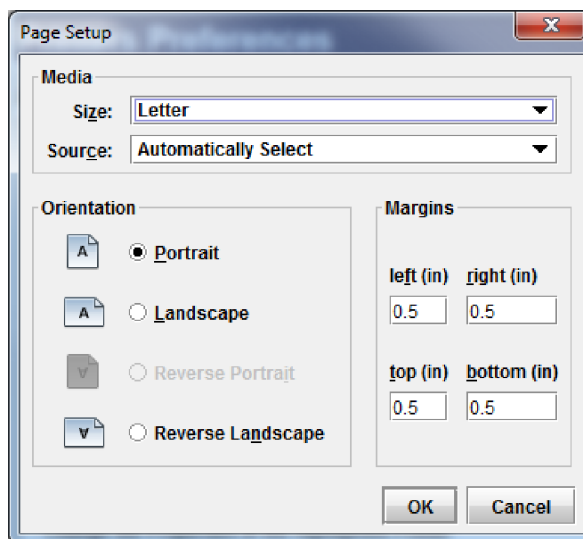 Page Setup
Preferences
Media
Size: Letter
Source: Automatically Select
Orientation
A Portrait
A Landscape
A Reverse Portrait
A Reverse Landscape
Margins
left (in) right (in)
0.5 0.5
top (in) bottom (in)
0.5 0.5
OK Cancel